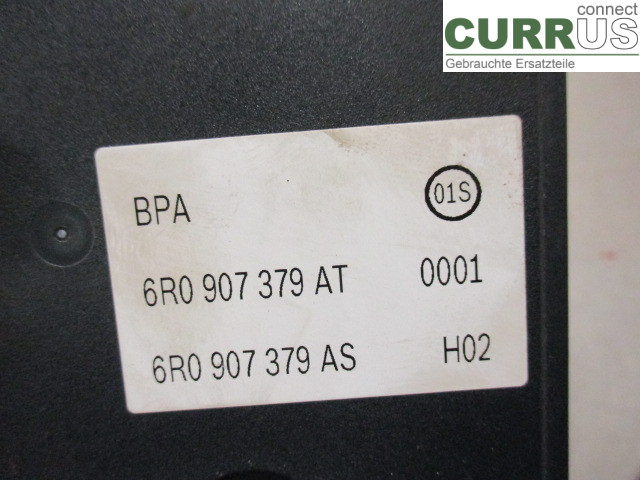 connect
CURRUS
Gebrauchte Ersatzteile
BPA 01S
6R0 907 379 AT 0001
6R0 907 379 AS H02